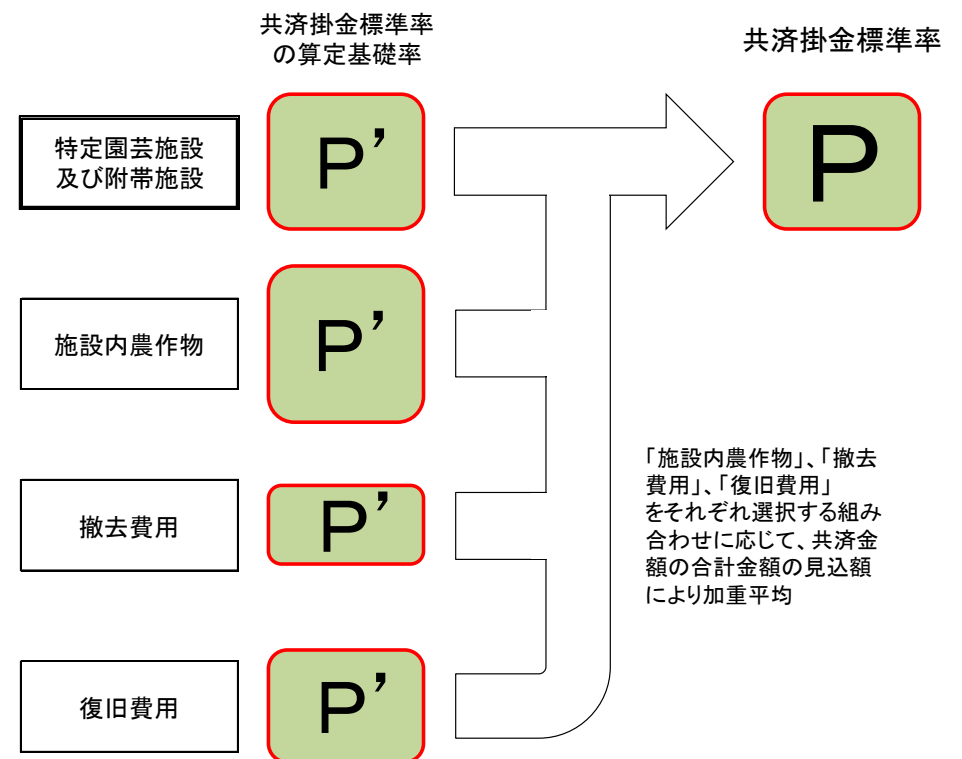 共済掛金標準率
の算定基礎率
共済掛金標準率
特定園芸施設
及び附帯施設
P’
P
施設内農作物
P’
撤去費用
P’
復旧費用
P’
「施設内農作物」、「撤去
費用」、「復旧費用」
をそれぞれ選択する組み
合わせに応じて、共済金
額の合計金額の見込額
により加重平均